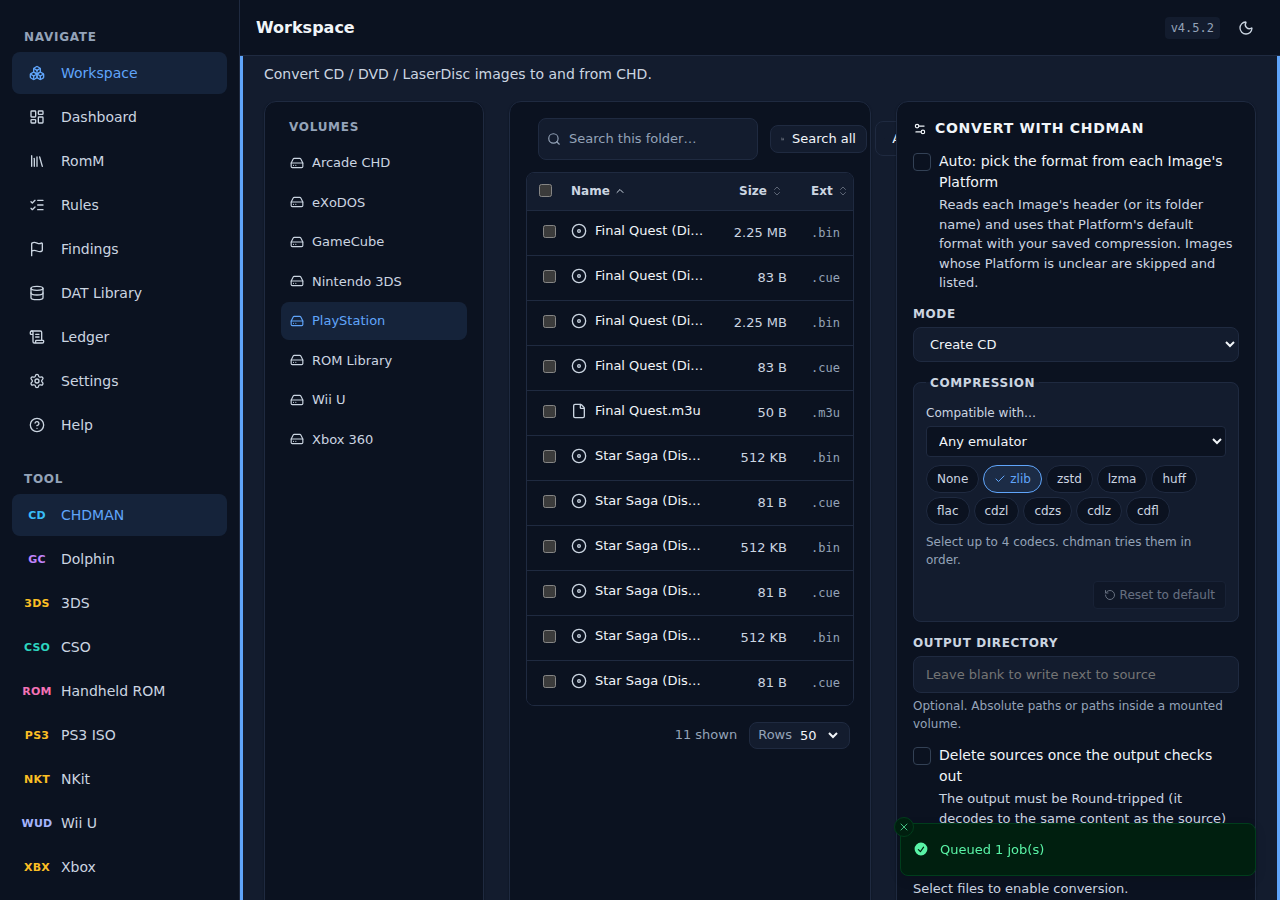 NAVIGATE
Workspace
Dashboard
RomM
Rules
Findings
DAT Library
Ledger
Settings
Help
TOOL
CD CHDMAN
GC Dolphin
3DS 3DS
CSO CSO
ROM Handheld ROM
PS3 PS3 ISO
NKT NKit
WUD Wii U
XBX Xbox
Workspace
v4.5.2
Convert CD / DVD / LaserDisc images to and from CHD.
VOLUMES
Arcade CHD
eXoDOS
GameCube
Nintendo 3DS
PlayStation
ROM Library
Wii U
Xbox 360
Search this folder…
Search all
Name Size Ext
Final Quest (Di… 2.25 MB .bin
Final Quest (Di… 83 B .cue
Final Quest (Di… 2.25 MB .bin
Final Quest (Di… 83 B .cue
Final Quest.m3u 50 B .m3u
Star Saga (Dis… 512 KB .bin
Star Saga (Dis… 81 B .cue
Star Saga (Dis… 512 KB .bin
Star Saga (Dis… 81 B .cue
Star Saga (Dis… 512 KB .bin
Star Saga (Dis… 81 B .cue
11 shown Rows 50
CONVERT WITH CHDMAN
Auto: pick the format from each Image's
Platform
Reads each Image's header (or its folder
name) and uses that Platform's default
format with your saved compression. Images
whose Platform is unclear are skipped and
listed.
MODE
Create CD
COMPRESSION
Compatible with…
Any emulator
None zlib zstd lzma huff
flac cdzl cdzs cdlz cdfl
Select up to 4 codecs. chdman tries them in
order.
Reset to default
OUTPUT DIRECTORY
Leave blank to write next to source
Optional. Absolute paths or paths inside a mounted
volume.
Delete sources once the output checks
out
The output must be Round-tripped (it
decodes to the same content as the source)
Queued 1 job(s)
Select files to enable conversion.